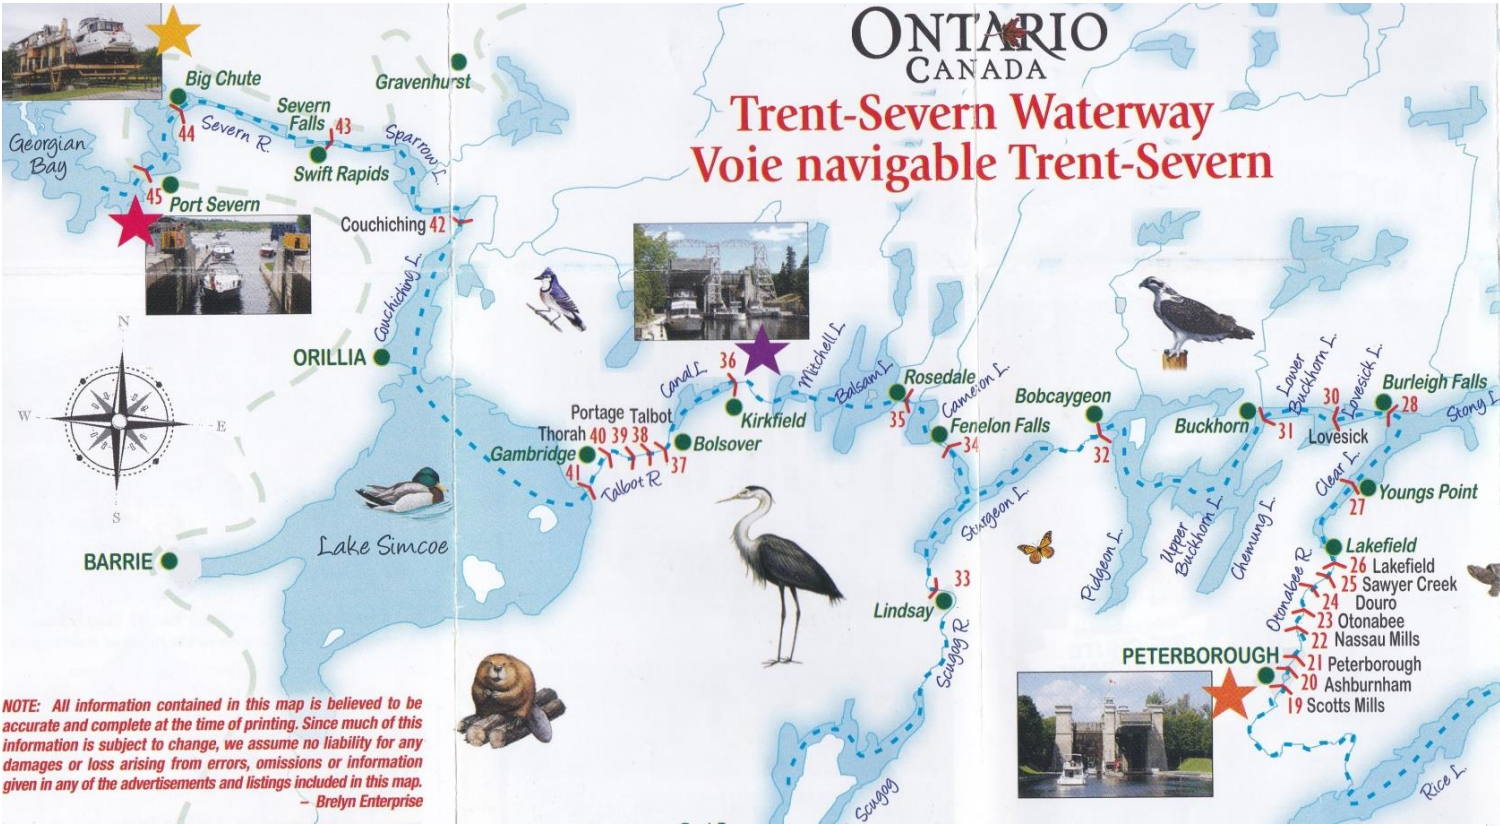 ONTARIO
CANADA
Trent-Severn Waterway
Voie navigable Trent-Severn
Big Chute
44
Severn R.
Severn
Falls
43
Swift Rapids
Gravenhurst
Sparrow L.
Georgian
Bay
45
Port Severn
Couchiching 42
Couchiching L.
N
W
E
S
ORILLIA
BARRIE
Lake Simcoe
Gambridge
41
Thorah 40
Portage
39
Talbot
38
37
Talbot R
Bolsover
Canal L.
36
Kirkfield
Mitchell L.
Balsam L
Rosedale
35
Cameron L.
Fenelon Falls
34
Sturgeon L.
33
Lindsay
Scugog R.
Scugog
Bobcaygeon
32
Pidgeon L.
Upper
Buckhorn L.
Chemung L.
Buckhorn
31
Lower
Buckhorn L.
30
Lovesick
Lovesick L.
Burleigh Falls
28
Stony L
Clear L.
27
Youngs Point
Lakefield
26 Lakefield
25 Sawyer Creek
24 Douro
23 Otonabee
22 Nassau Mills
Otonabee R.
PETERBOROUGH
21 Peterborough
20 Ashburnham
19 Scotts Mills
Rice L.
NOTE: All information contained in this map is believed to be
accurate and complete at the time of printing. Since much of this
information is subject to change, we assume no liability for any
damages or loss arising from errors, omissions or information
given in any of the advertisements and listings included in this map.
– Brelyn Enterprise